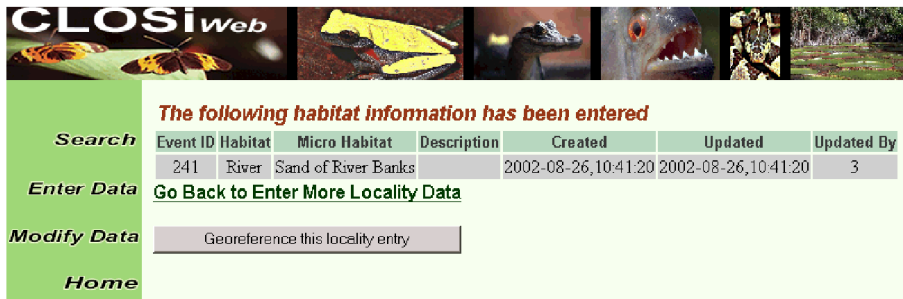 CLOSiWeb
The following habitat information has been entered
Search
Event ID Habitat Micro Habitat Description Created Updated Updated By
241 River Sand of River Banks 2002-08-26,10:41:20 2002-08-26,10:41:20 3
Enter Data
Go Back to Enter More Locality Data
Modify Data
Georeference this locality entry
Home